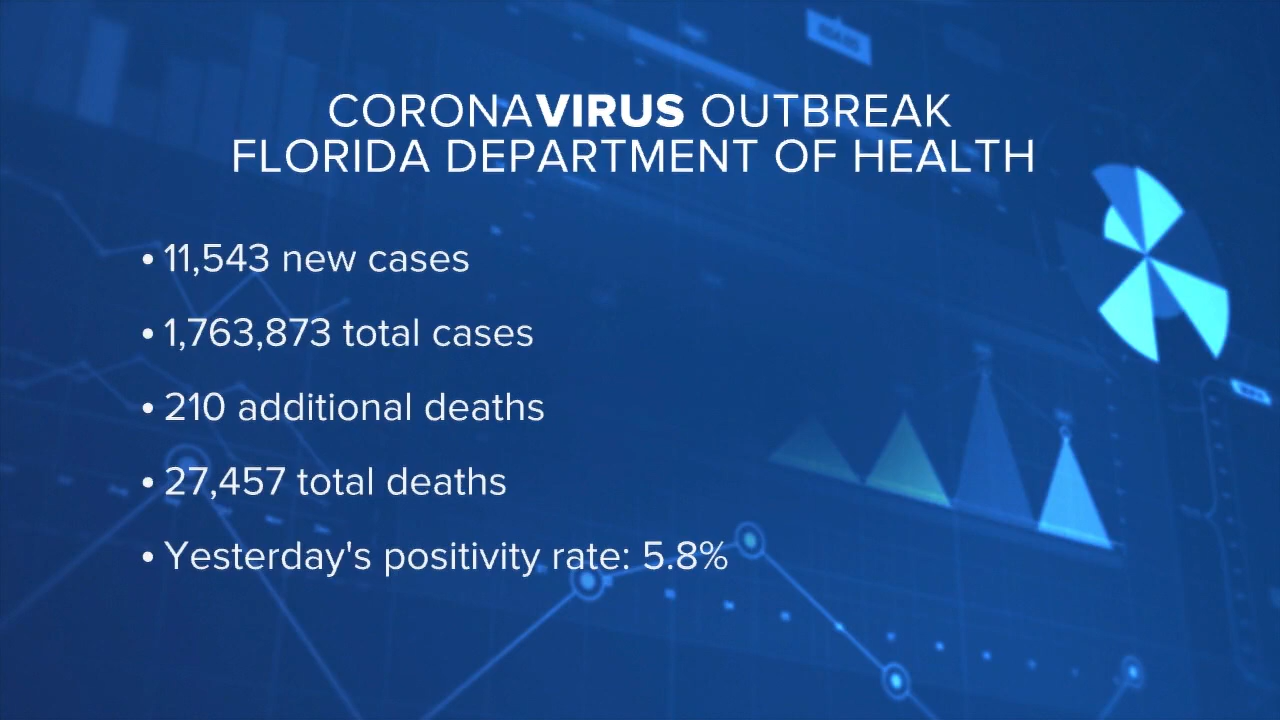 CORONAVIRUS OUTBREAK
FLORIDA DEPARTMENT OF HEALTH
• 11,543 new cases
• 1,763,873 total cases
• 210 additional deaths
• 27,457 total deaths
• Yesterday's positivity rate: 5.8%